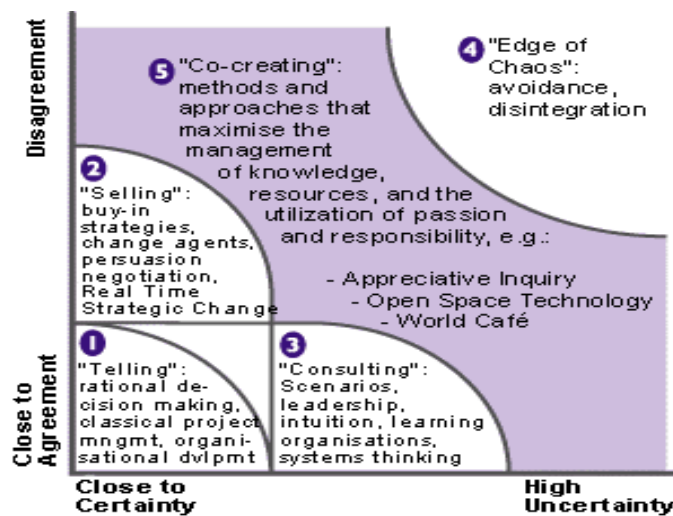 Disagreement
Close to
Agreement
5 "Co-creating":
methods and
approaches that
maximise the
management
of knowledge,
resources, and the
utilization of passion
and responsibility, e.g.:
- Appreciative Inquiry
- Open Space Technology
- World Café
4 "Edge of
Chaos":
avoidance,
disintegration
2
"Selling":
buy-in
strategies,
change agents,
persuasion
negotiation,
Real Time
Strategic Change
1
"Telling":
rational de-
cision making,
classical project
mngmt, organi-
sational dvlpmt
3
"Consulting":
Scenarios,
leadership,
intuition, learning
organisations,
systems thinking
Close to
Certainty
High
Uncertainty